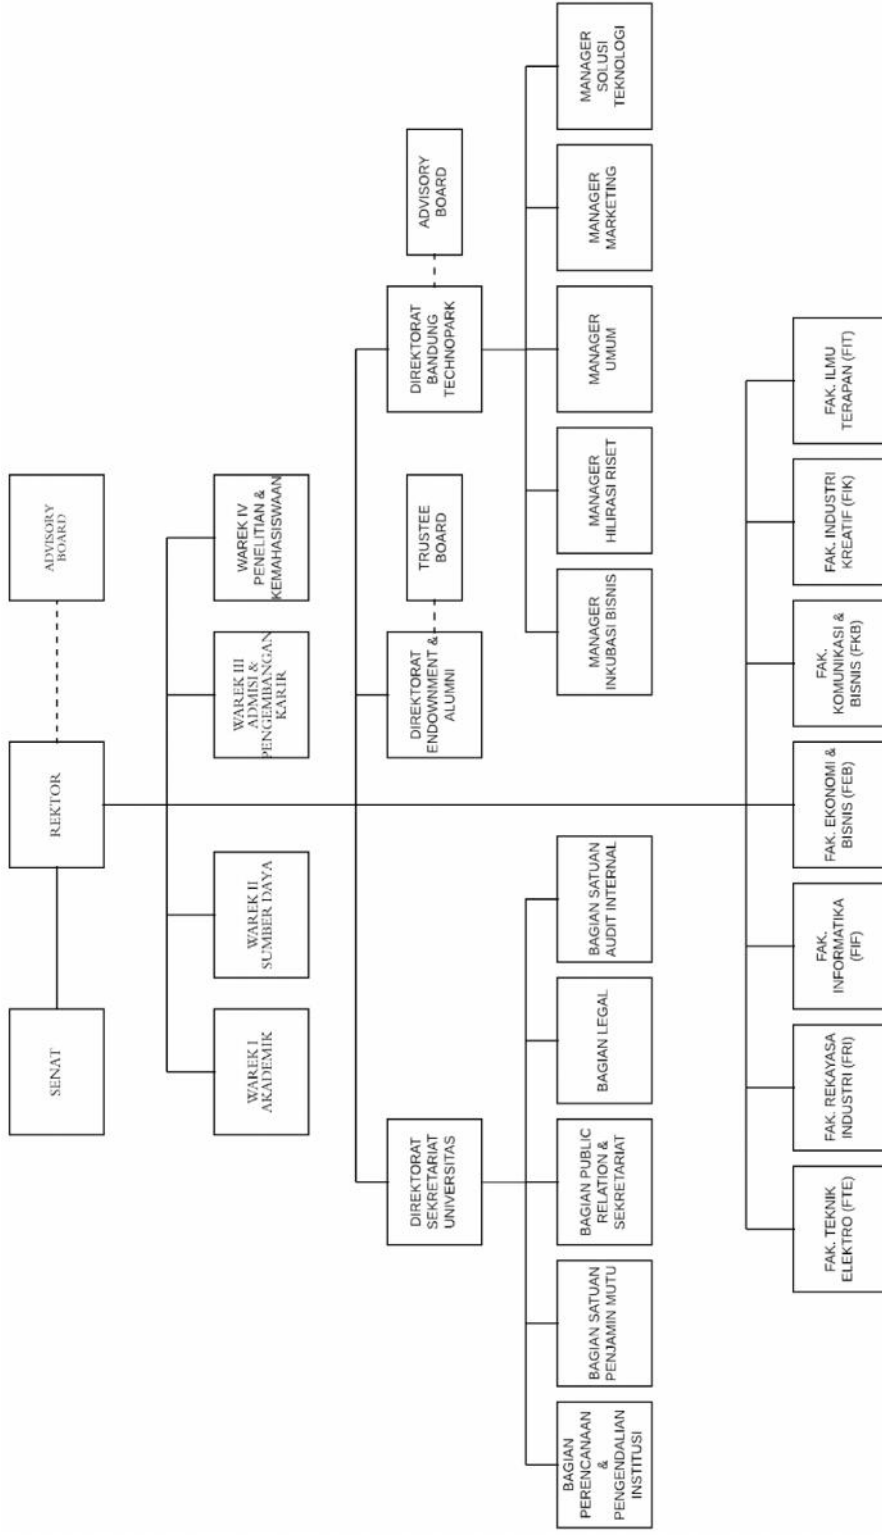 SENAT
REKTOR
ADVISORY
BOARD
WAREK I
AKADEMIK
WAREK II
SUMBER DAYA
WAREK III
ADMISI &
PENGEMBANGAN
KARIR
WAREK IV
PENELITIAN &
KEMAHASISWAAN
DIREKTORAT
SEKRETARIAT
UNIVERSITAS
DIREKTORAT
ENDOWNMENT &
ALUMNI
TRUSTEE
BOARD
DIREKTORAT
BANDUNG
TECHNOPARK
ADVISORY
BOARD
BAGIAN
PERENCANAAN
&
PENGENDALIAN
INSTITUSI
BAGIAN SATUAN
PENJAMIN MUTU
BAGIAN PUBLIC
RELATION &
SEKRETARIAT
BAGIAN LEGAL
BAGIAN SATUAN
AUDIT INTERNAL
MANAGER
INKUBASI BISNIS
MANAGER
HILIRASI RISET
MANAGER
UMUM
MANAGER
MARKETING
MANAGER
SOLUSI
TEKNOLOGI
FAK. TEKNIK
ELEKTRO (FTE)
FAK. REKAYASA
INDUSTRI (FRI)
FAK.
INFORMATIKA
(FIF)
FAK. EKONOMI &
BISNIS (FEB)
FAK.
KOMUNIKASI &
BISNIS (FKB)
FAK. INDUSTRI
KREATIF (FIK)
FAK. ILMU
TERAPAN (FIT)